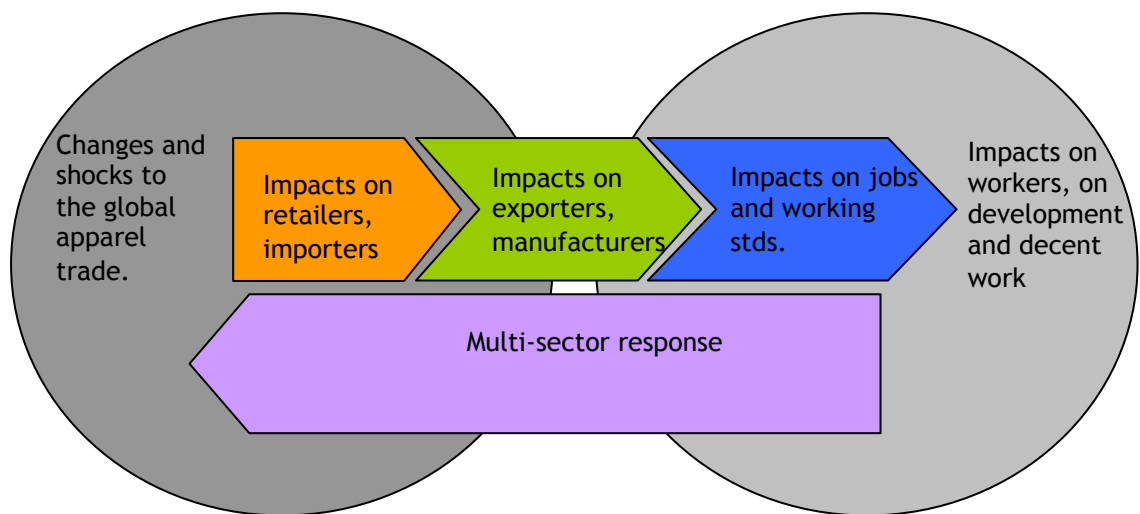 Changes and
shocks to
the global
apparel
trade.
Impacts on
retailers,
importers
Impacts on
exporters,
manufacturers
Impacts on jobs
and working
stds.
Impacts on
workers, on
development
and decent
work
Multi-sector response